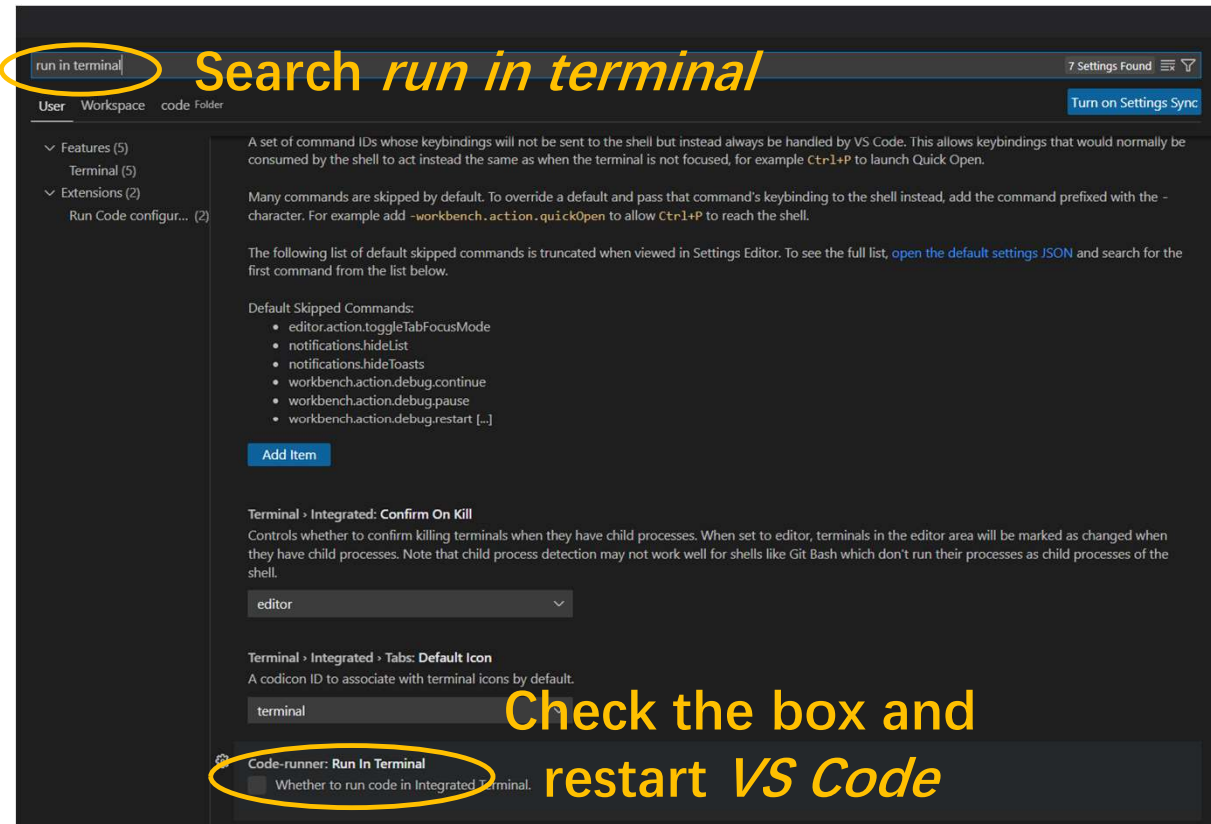 run in terminal
Search run in terminal
7 Settings Found
User Workspace code Folder
Turn on Settings Sync
Features (5)
Terminal (5)
Extensions (2)
Run Code configur... (2)
A set of command IDs whose keybindings will not be sent to the shell but instead always be handled by VS Code. This allows keybindings that would normally be
consumed by the shell to act instead the same as when the terminal is not focused, for example Ctrl+P to launch Quick Open.
Many commands are skipped by default. To override a default and pass that command's keybinding to the shell instead, add the command prefixed with the -
character. For example add -workbench.action.quickOpen to allow Ctrl+P to reach the shell.
The following list of default skipped commands is truncated when viewed in Settings Editor. To see the full list, open the default settings JSON and search for the
first command from the list below.
Default Skipped Commands:
• editor.action.toggleTabFocusMode
• notifications.hideList
• notifications.hideToasts
• workbench.action.debug.continue
• workbench.action.debug.pause
• workbench.action.debug.restart [...]
Add Item
Terminal › Integrated: Confirm On Kill
Controls whether to confirm killing terminals when they have child processes. When set to editor, terminals in the editor area will be marked as changed when
they have child processes. Note that child process detection may not work well for shells like Git Bash which don't run their processes as child processes of the
shell.
editor
Terminal › Integrated › Tabs: Default Icon
A codicon ID to associate with terminal icons by default.
terminal
Check the box and
restart VS Code
Code-runner: Run In Terminal
Whether to run code in Integrated Terminal.